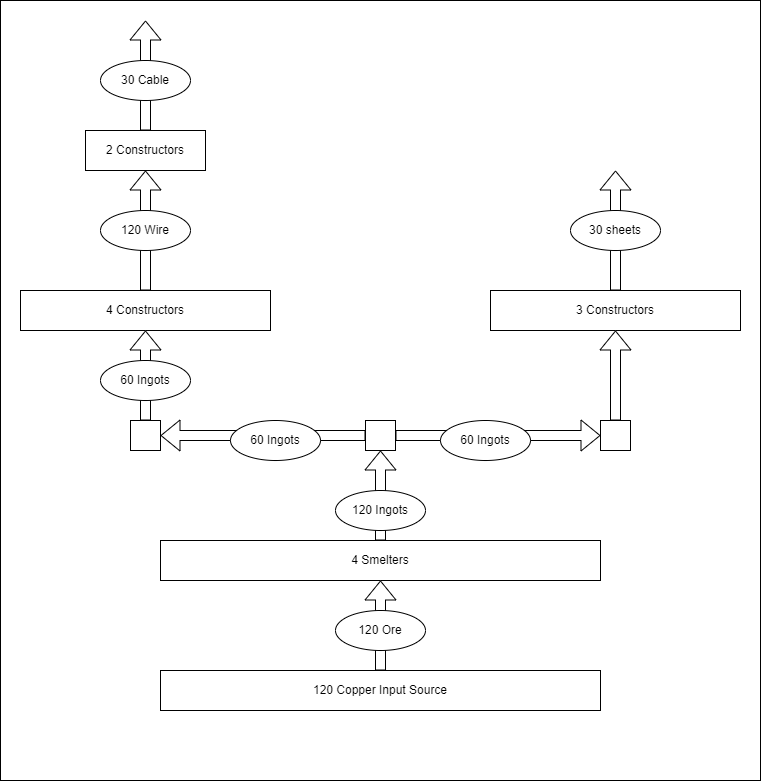 30 Cable
2 Constructors
120 Wire
30 sheets
4 Constructors
3 Constructors
60 Ingots
60 Ingots
60 Ingots
120 Ingots
4 Smelters
120 Ore
120 Copper Input Source